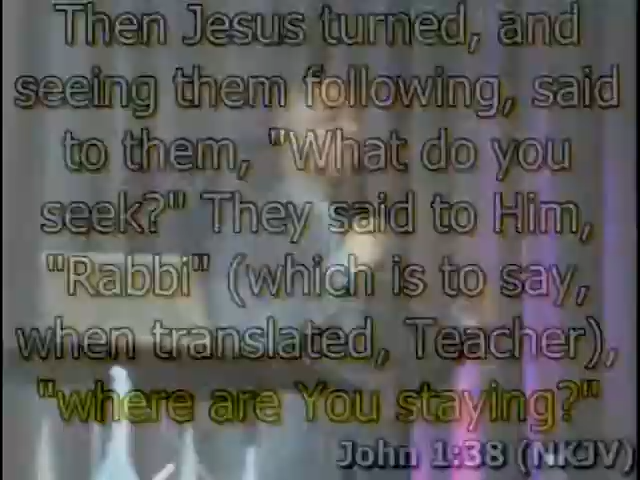 Then Jesus turned, and
seeing them following, said
to them, "What do you
seek?" They said to Him,
"Rabbi" (which is to say,
when translated, Teacher),
"where are You staying?"
John 1:38 (NKJV)